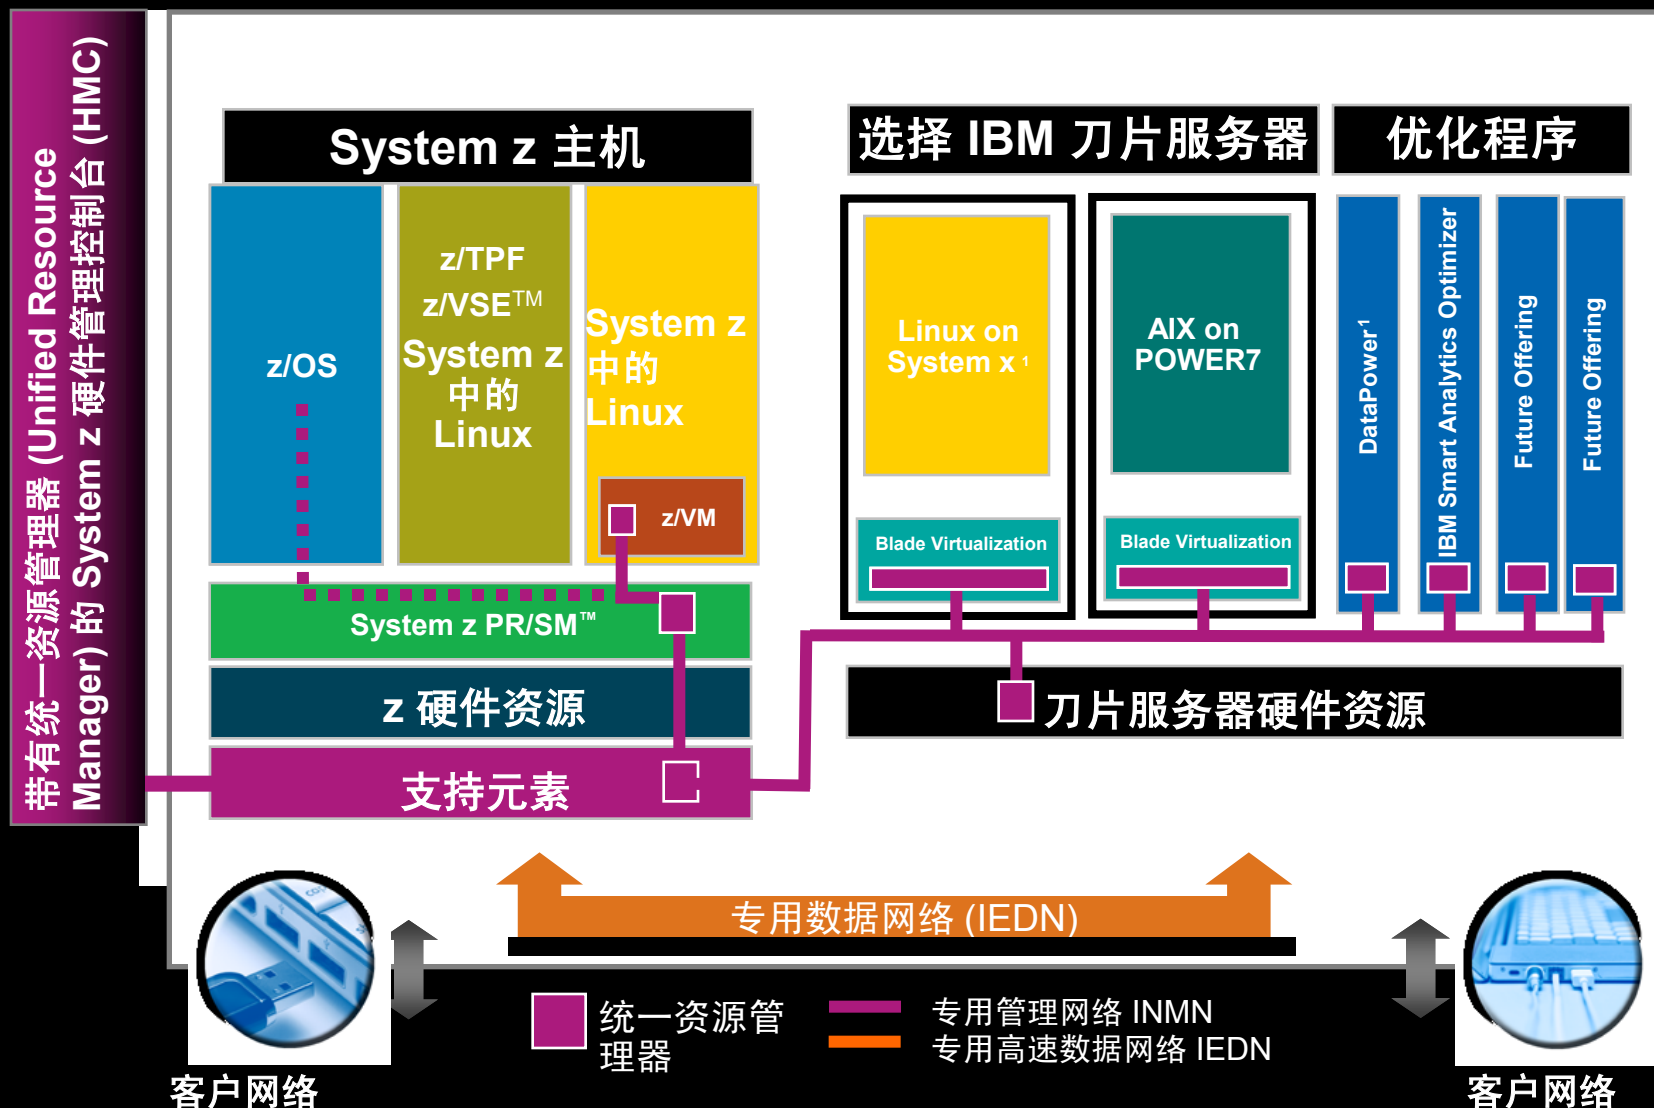 带有统一资源管理器 (Unified Resource
Manager) 的 System z 硬件管理控制台 (HMC)
System z 主机
选择 IBM 刀片服务器
优化程序
z/OS
z/TPF
z/VSE™
System z
中的
Linux
System z
中的
Linux
z/VM
Linux on
System x 1
AIX on
POWER7
Blade Virtualization
Blade Virtualization
DataPower1
IBM Smart Analytics Optimizer
Future Offering
Future Offering
System z PR/SM™
z 硬件资源
支持元素
刀片服务器硬件资源
专用数据网络 (IEDN)
统一资源管
理器
专用管理网络 INMN
专用高速数据网络 IEDN
客户网络
客户网络